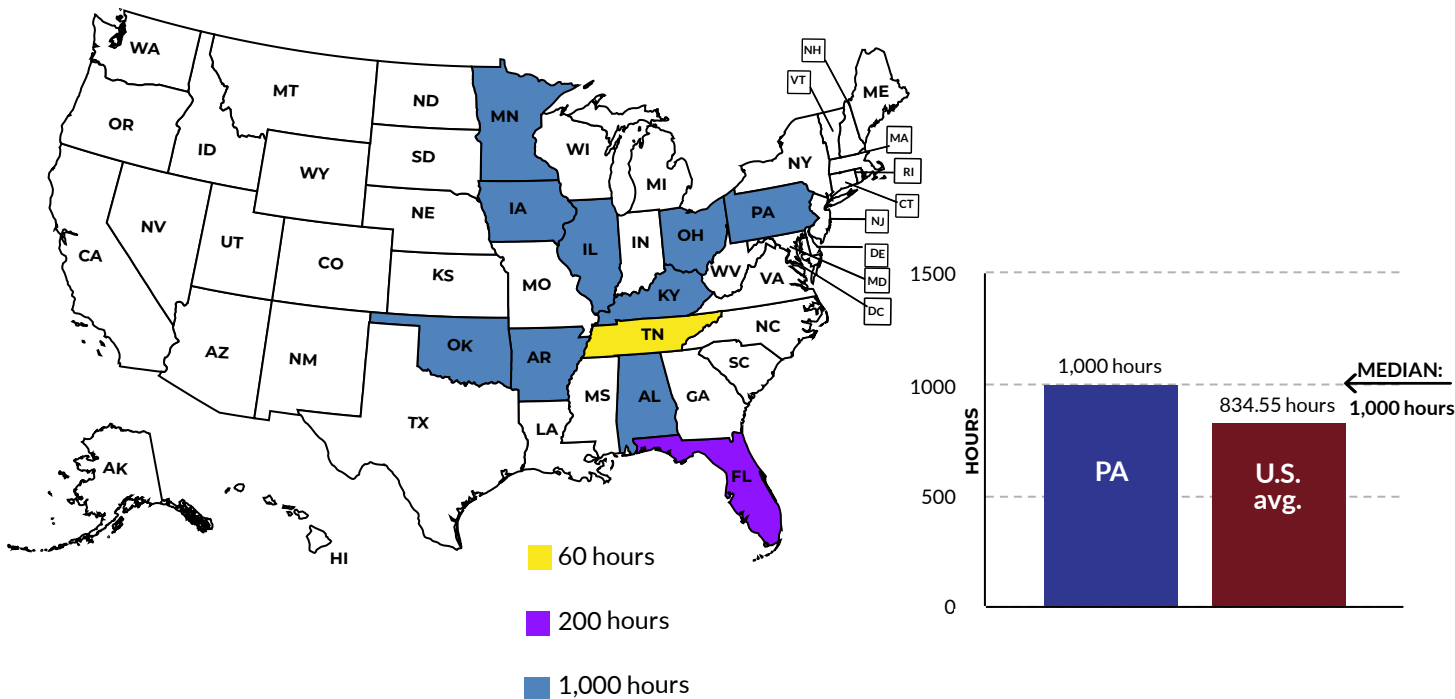 WA
MT
ND
MN
OR
ID
WY
SD
WI
MI
NY
VT
NH
ME
MA
RI
CT
NJ
DE
MD
DC
NV
UT
CO
NE
IA
IL
IN
OH
PA
CA
KS
MO
KY
WV
VA
AZ
NM
OK
AR
TN
NC
SC
TX
LA
MS
AL
GA
FL
AK
HI
60 hours
200 hours
1,000 hours
HOURS
1500
1000
500
0
1,000 hours
834.55 hours
PA
U.S.
avg.
MEDIAN:
1,000 hours